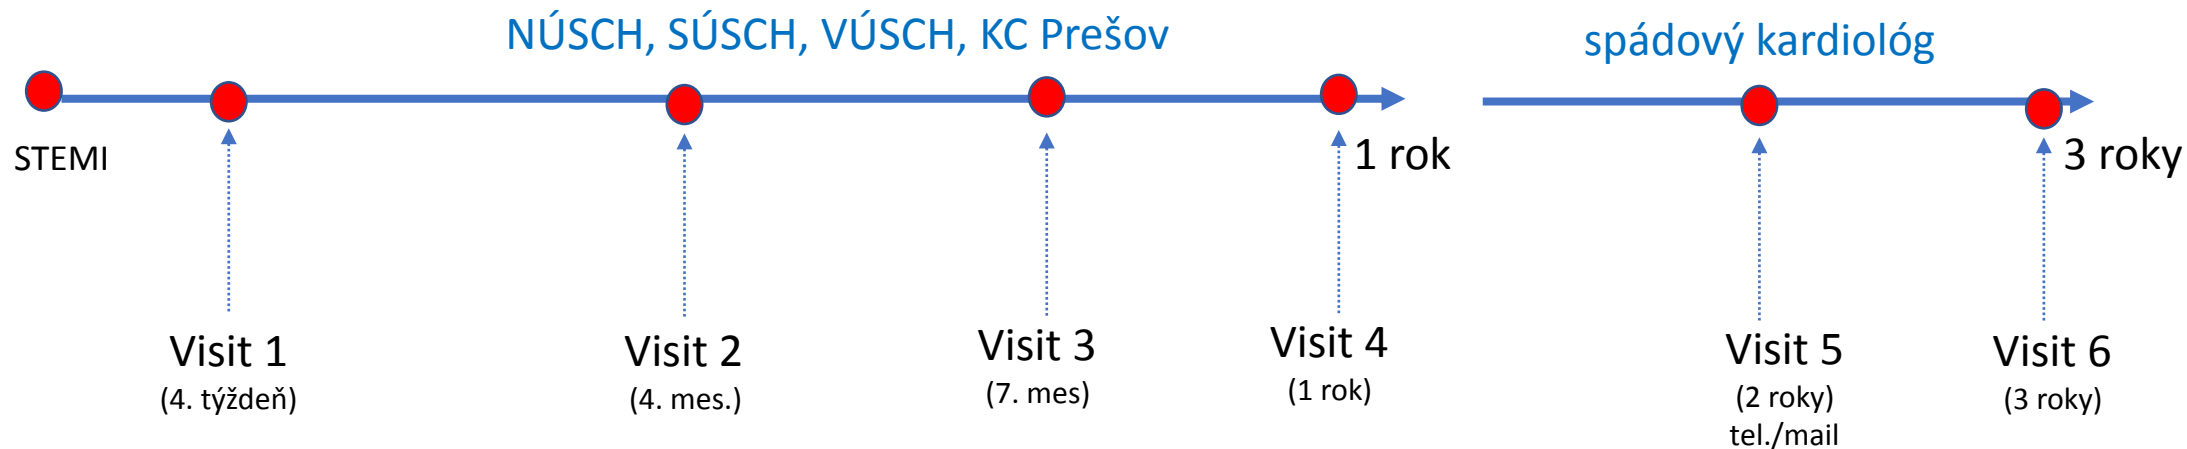 NÚSCH, SÚSCH, VÚSCH, KC Prešov
spádový kardiológ
STEMI
1 rok
3 roky
Visit 1
(4. týždeň)
Visit 2
(4. mes.)
Visit 3
(7. mes)
Visit 4
(1 rok)
Visit 5
(2 roky)
tel./mail
Visit 6
(3 roky)